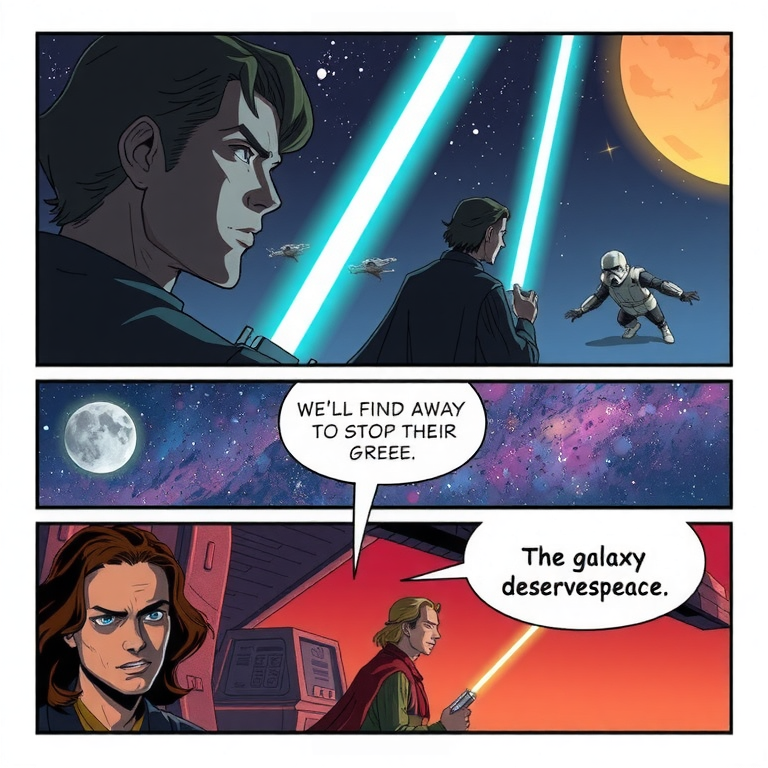 WE'LL FIND AWAY
TO STOP THEIR
GREEE.
The galaxy
deservespeace.